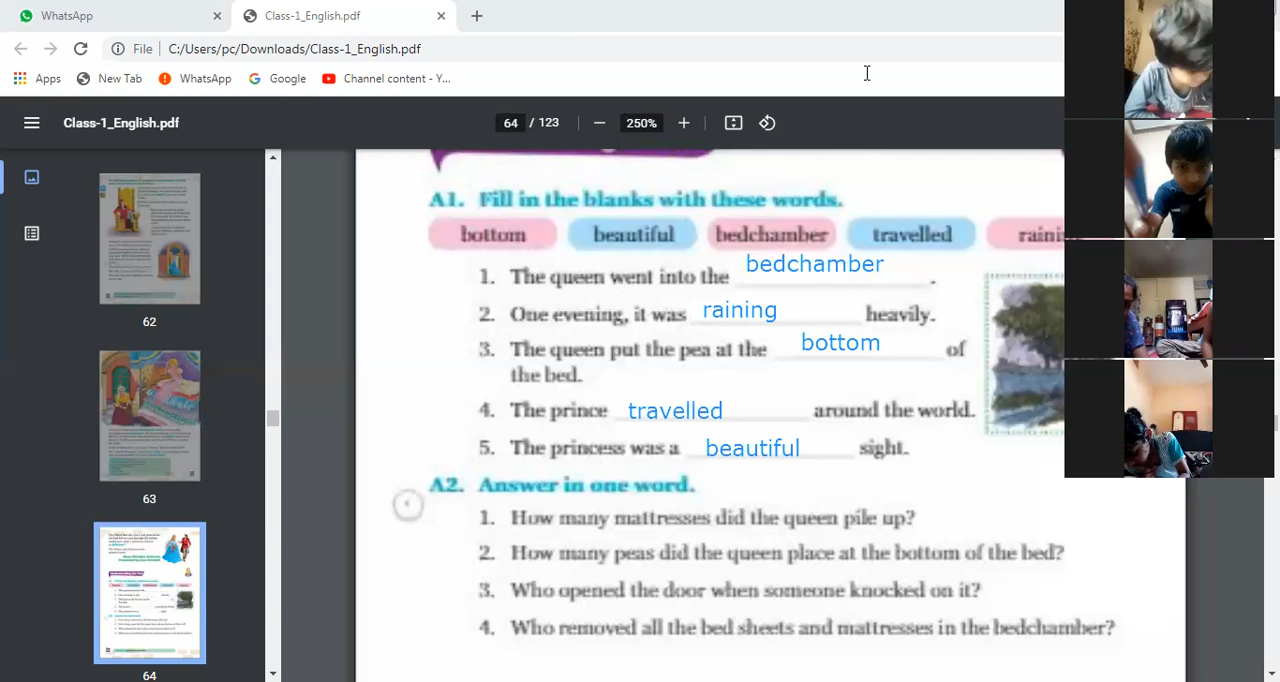 WhatsApp
Class-1_English.pdf
File C:/Users/pc/Downloads/Class-1_English.pdf
Apps New Tab WhatsApp Google Channel content - Y...
Class-1_English.pdf 64 / 123 250%
62
63
64
A1. Fill in the blanks with these words.
bottom beautiful bedchamber travelled
1. The queen went into the bedchamber.
2. One evening, it was raining heavily.
3. The queen put the pea at the bottom of
the bed.
4. The prince travelled around the world.
5. The princess was a beautiful sight.
A2. Answer in one word.
1. How many mattresses did the queen pile up?
2. How many peas did the queen place at the bottom of the bed?
3. Who opened the door when someone knocked on it?
4. Who removed all the bed sheets and mattresses in the bedchamber?